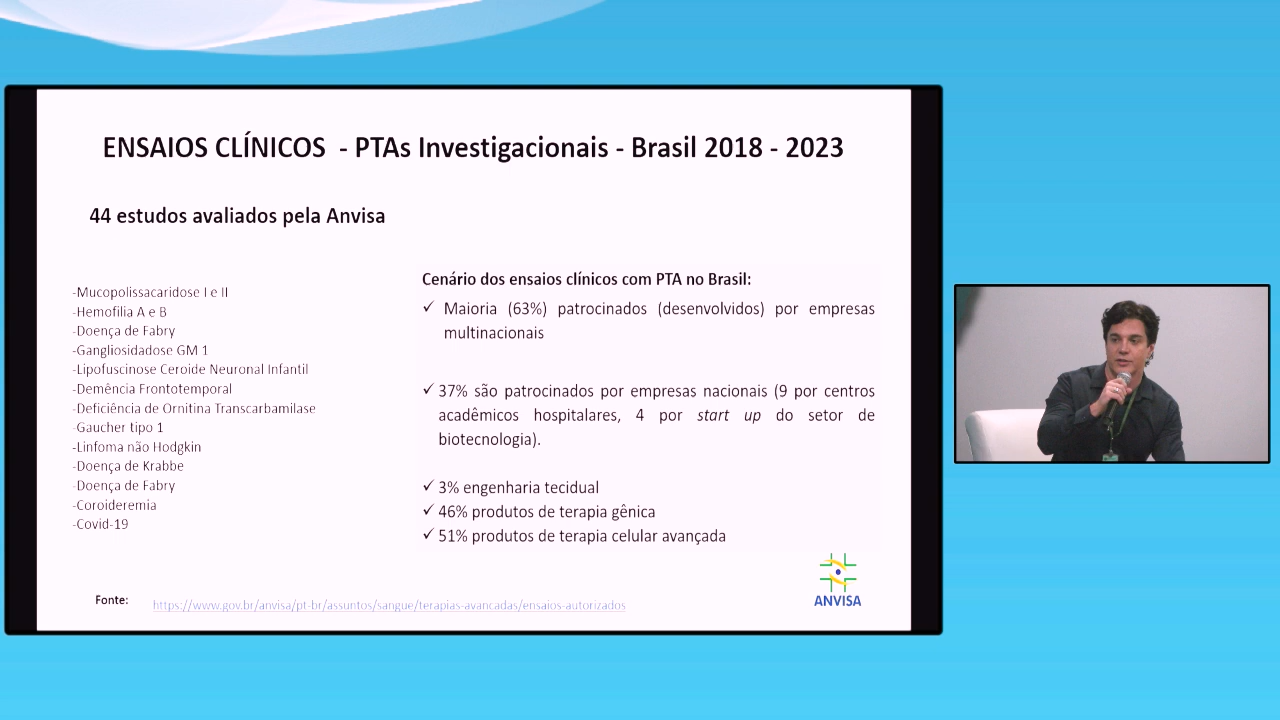 ENSAIOS CLÍNICOS - PTAs Investigacionais - Brasil 2018 - 2023
44 estudos avaliados pela Anvisa
-Mucopolissacaridose I e II
-Hemofilia A e B
-Doença de Fabry
-Gangliosidadose GM 1
-Lipofuscinose Ceroide Neuronal Infantil
-Demência Frontotemporal
-Deficiência de Ornitina Transcarbamilase
-Gaucher tipo 1
-Linfoma não Hodgkin
-Doença de Krabbe
-Doença de Fabry
-Coroideremia
-Covid-19
Cenário dos ensaios clínicos com PTA no Brasil:
✓ Maioria (63%) patrocinados (desenvolvidos) por empresas
multinacionais
✓ 37% são patrocinados por empresas nacionais (9 por centros
acadêmicos hospitalares, 4 por start up do setor de
biotecnologia).
✓ 3% engenharia tecidual
✓ 46% produtos de terapia gênica
✓ 51% produtos de terapia celular avançada
Fonte: https://www.gov.br/anvisa/pt-br/assuntos/sangue/terapias-avancadas/ensaios-autorizados
ANVISA